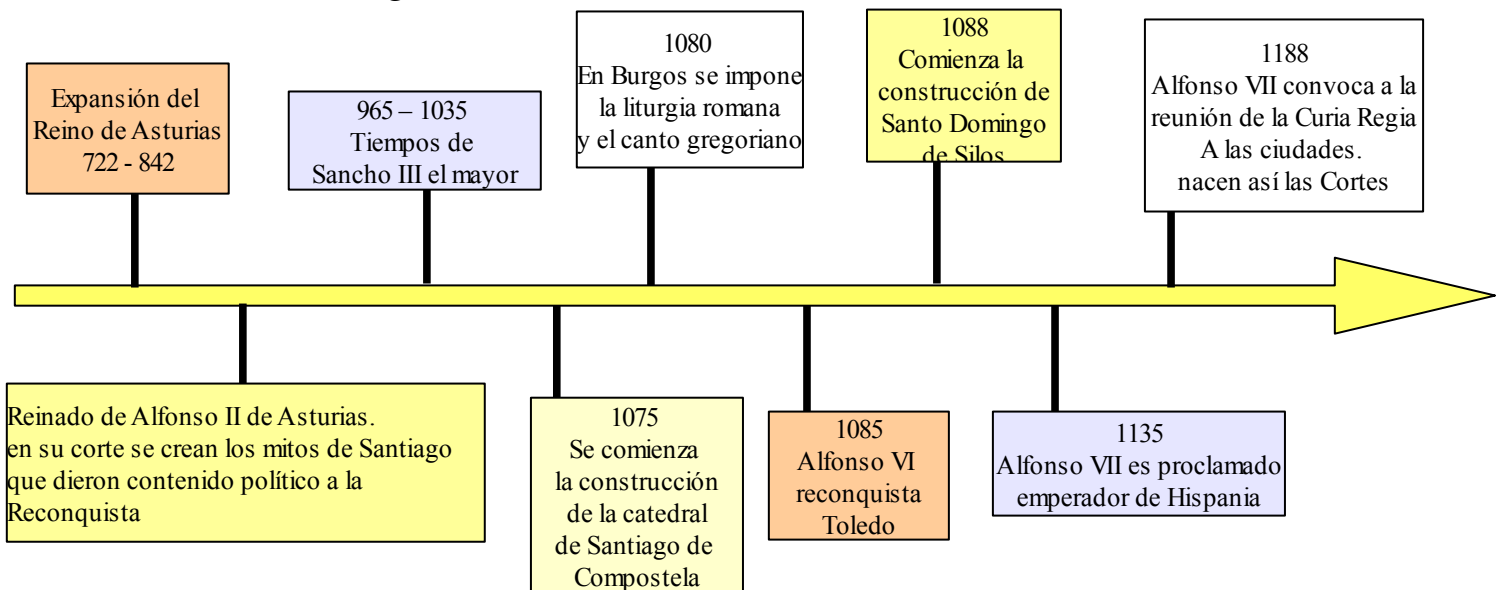 Expansión del
Reino de Asturias
722 - 842
965 – 1035
Tiempos de
Sancho III el mayor
1080
En Burgos se impone
la liturgia romana
y el canto gregoriano
1088
Comienza la
construcción de
Santo Domingo
de Silos
1188
Alfonso VII convoca a la
reunión de la Curia Regia
A las ciudades.
nacen así las Cortes
Reinado de Alfonso II de Asturias.
en su corte se crean los mitos de Santiago
que dieron contenido político a la
Reconquista
1075
Se comienza
la construcción
de la catedral
de Santiago de
Compostela
1085
Alfonso VI
reconquista
Toledo
1135
Alfonso VII es proclamado
emperador de Hispania